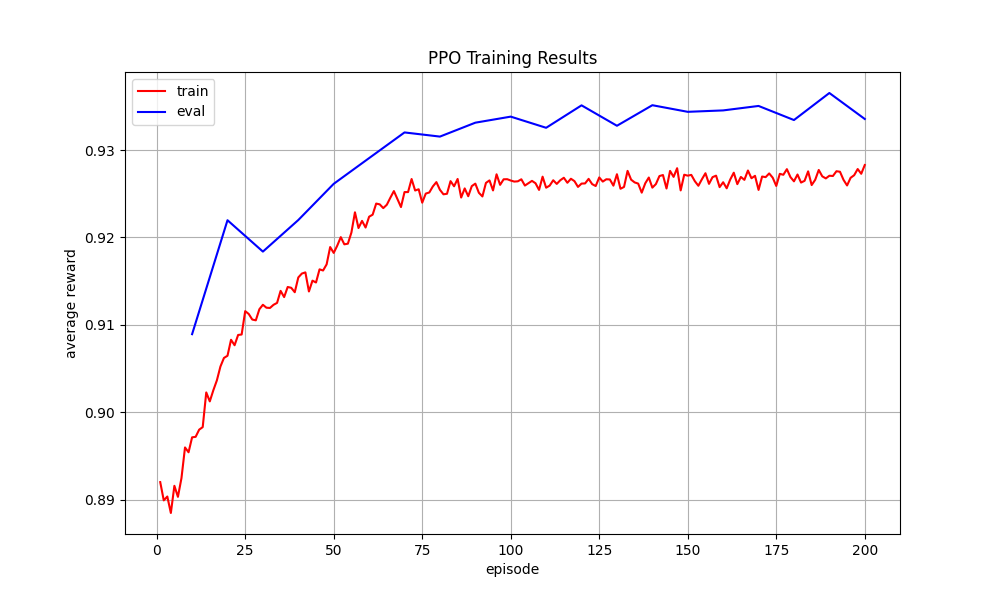 PPO Training Results
train
eval
0.93
0.92
0.91
0.90
0.89
average reward
0 25 50 75 100 125 150 175 200
episode